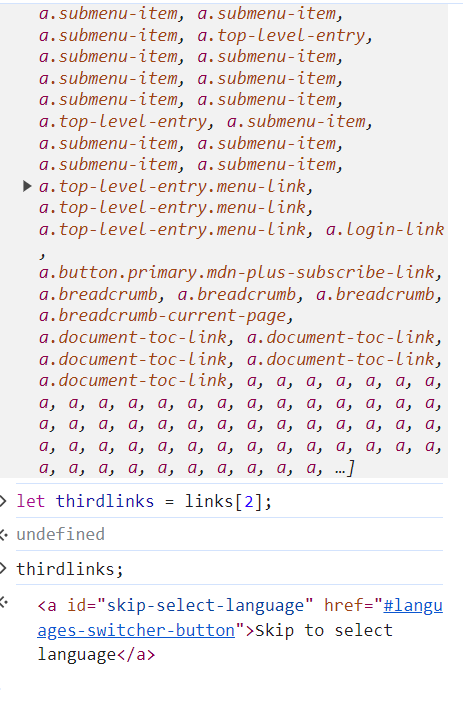 a.submenu-item, a.submenu-item,
a.submenu-item, a.top-level-entry,
a.submenu-item, a.submenu-item,
a.submenu-item, a.submenu-item,
a.submenu-item, a.submenu-item,
a.top-level-entry, a.submenu-item,
a.submenu-item, a.submenu-item,
a.submenu-item, a.submenu-item,
a.top-level-entry.menu-link,
a.top-level-entry.menu-link,
a.top-level-entry.menu-link, a.login-link
,
a.button.primary.mdn-plus-subscribe-link,
a.breadcrumb, a.breadcrumb, a.breadcrumb,
a.breadcrumb-current-page,
a.document-toc-link, a.document-toc-link,
a.document-toc-link, a.document-toc-link,
a.document-toc-link, a, a, a, a, a, a, a,
a, a, a, a, a, a, a, a, a, a, a, a, a, a,
a, a, a, a, a, a, a, a, a, a, a, a, a, a,
a, a, a, a, a, a, a, a, a, a, a, a, a, a,
a, a, a, a, a, a, a, a, a, a, …]
let thirdlinks = links[2];
undefined
thirdlinks;
<a id="skip-select-language" href="#langu
ages-switcher-button">Skip to select
language</a>